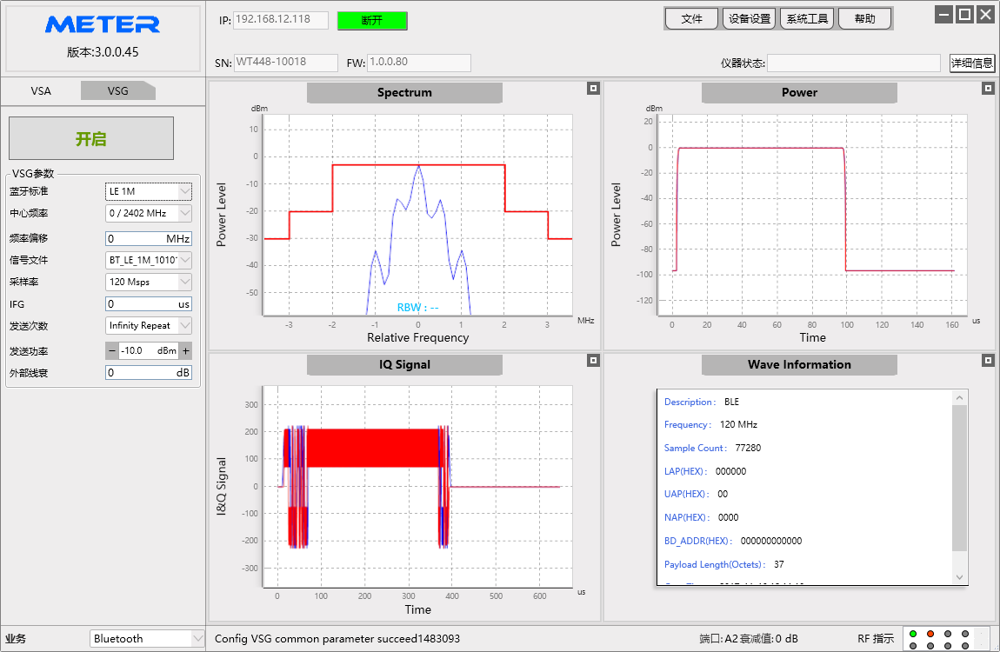 METER
版本:3.0.0.45
IP: 192.168.12.118 断开
文件 设备设置 系统工具 帮助
SN: WT448-10018 FW: 1.0.0.80 仪器状态: 详细信息
VSA VSG
开启
VSG参数
蓝牙标准 LE 1M
中心频率 0 / 2402 MHz
频率偏移 0 MHz
信号文件 BT_LE_1M_1010
采样率 120 Msps
IFG 0 us
发送次数 Infinity Repeat
发送功率 − -10.0 dBm +
外部线衰 0 dB
Spectrum
dBm
10
0
-10
-20
-30
-40
-50
Power Level
RBW : --
-3 -2 -1 0 1 2 3 MHz
Relative Frequency
Power
dBm
20
0
-20
-40
-60
-80
-100
-120
Power Level
0 20 40 60 80 100 120 140 160 us
Time
IQ Signal
300
200
100
0
-100
-200
-300
I&Q Signal
0 100 200 300 400 500 600 us
Time
Wave Information
Description: BLE
Frequency: 120 MHz
Sample Count: 77280
LAP(HEX): 000000
UAP(HEX): 00
NAP(HEX): 0000
BD_ADDR(HEX): 000000000000
Payload Length(Octets): 37
业务 Bluetooth Config VSG common parameter succeed1483093 端口: A2 衰减值: 0 dB RF 指示